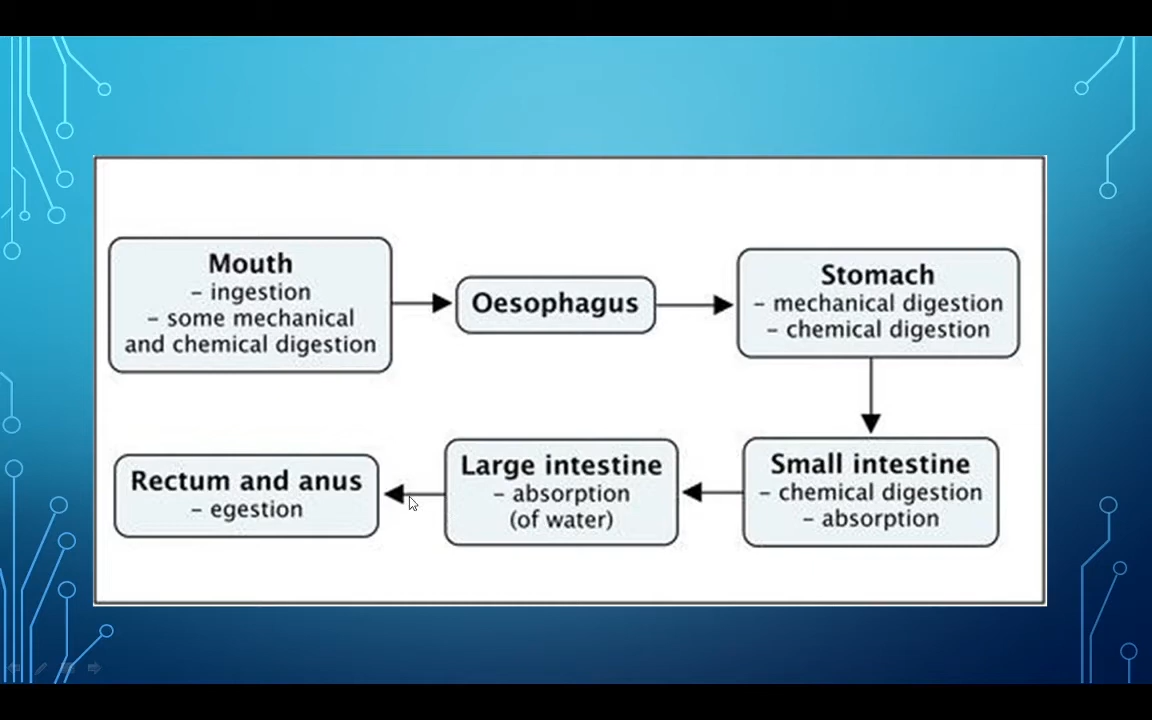 Mouth
– ingestion
– some mechanical
and chemical digestion
Oesophagus
Stomach
– mechanical digestion
– chemical digestion
Small intestine
– chemical digestion
– absorption
Large intestine
– absorption
(of water)
Rectum and anus
– egestion